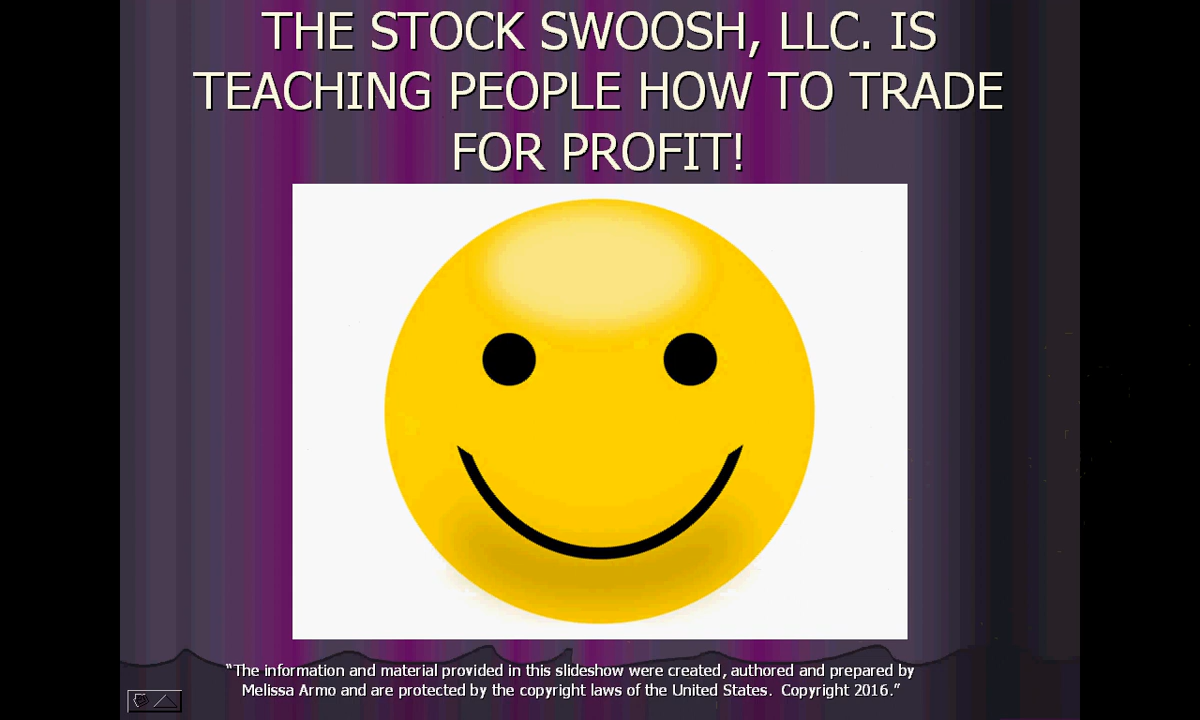 THE STOCK SWOOSH, LLC. IS
TEACHING PEOPLE HOW TO TRADE
FOR PROFIT!
“The information and material provided in this slideshow were created, authored and prepared by
Melissa Armo and are protected by the copyright laws of the United States.  Copyright 2016.”